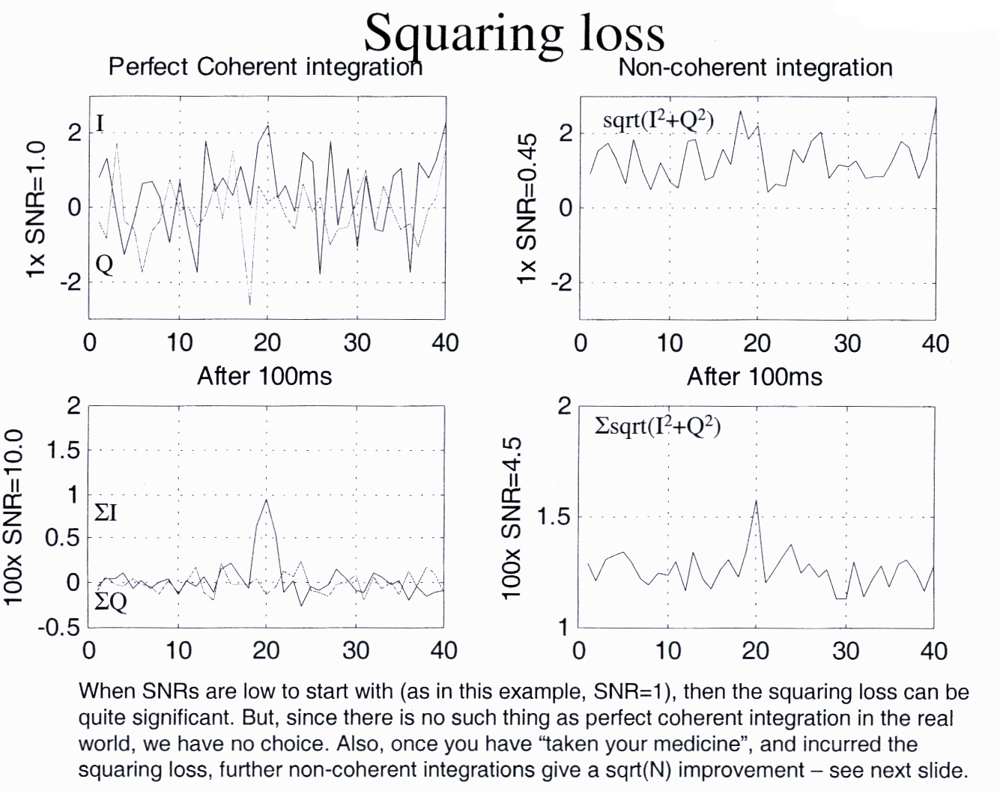 Squaring loss
Perfect Coherent integration
Non-coherent integration
1x SNR=1.0
I
Q
2
0
-2
0 10 20 30 40
After 100ms
1x SNR=0.45
sqrt(I²+Q²)
2
0
-2
0 10 20 30 40
After 100ms
100x SNR=10.0
ΣI
ΣQ
2
1.5
1
0.5
0
-0.5
0 10 20 30 40
100x SNR=4.5
Σsqrt(I²+Q²)
2
1.5
1
0 10 20 30 40
When SNRs are low to start with (as in this example, SNR=1), then the squaring loss can be
quite significant. But, since there is no such thing as perfect coherent integration in the real
world, we have no choice. Also, once you have “taken your medicine”, and incurred the
squaring loss, further non-coherent integrations give a sqrt(N) improvement – see next slide.